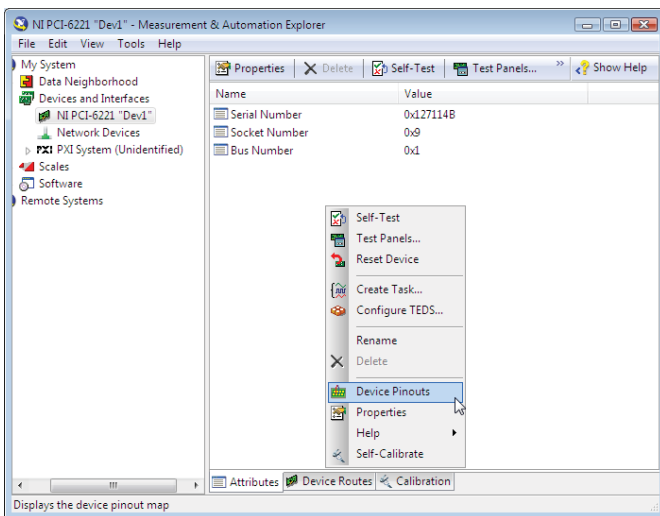 NI PCI-6221 "Dev1" - Measurement & Automation Explorer
File Edit View Tools Help
My System
Data Neighborhood
Devices and Interfaces
NI PCI-6221 "Dev1"
Network Devices
PXI PXI System (Unidentified)
Scales
Software
Remote Systems
Properties Delete Self-Test Test Panels... » Show Help
Name Value
Serial Number 0x127114B
Socket Number 0x9
Bus Number 0x1
Self-Test
Test Panels...
Reset Device
Create Task...
Configure TEDS...
Rename
Delete
Device Pinouts
Properties
Help
Self-Calibrate
Attributes Device Routes Calibration
Displays the device pinout map